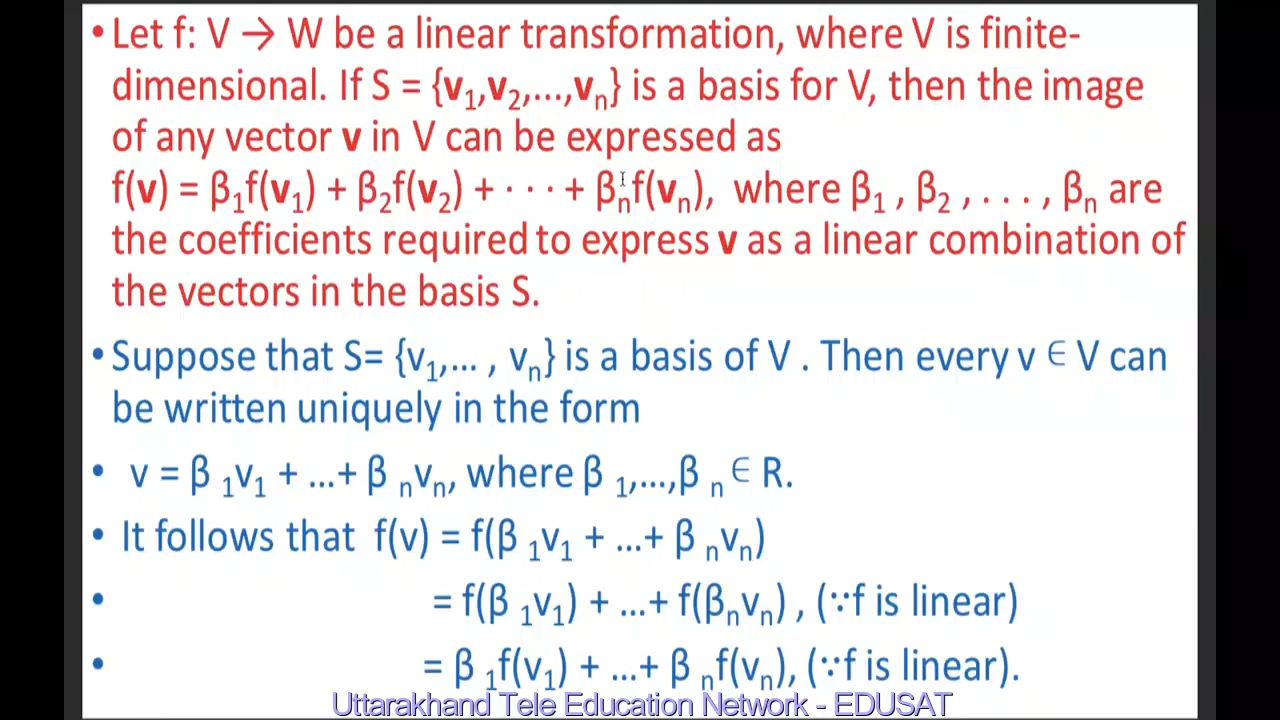 •Let f: V → W be a linear transformation, where V is finite-
dimensional. If S = {v₁,v₂,...,vₙ} is a basis for V, then the image
of any vector v in V can be expressed as
f(v) = β₁f(v₁) + β₂f(v₂) + · · · + βₙf(vₙ), where β₁ , β₂ , . . . , βₙ are
the coefficients required to express v as a linear combination of
the vectors in the basis S.
•Suppose that S= {v₁,... , vₙ} is a basis of V . Then every v ∈ V can
be written uniquely in the form
• v = β ₁v₁ + ...+ β ₙvₙ, where β ₁,...,β ₙ ∈ R.
• It follows that f(v) = f(β ₁v₁ + ...+ β ₙvₙ)
• = f(β ₁v₁) + ...+ f(βₙvₙ) , (∵f is linear)
• = β ₁f(v₁) + ...+ β ₙf(vₙ), (∵f is linear).
Uttarakhand Tele Education Network - EDUSAT